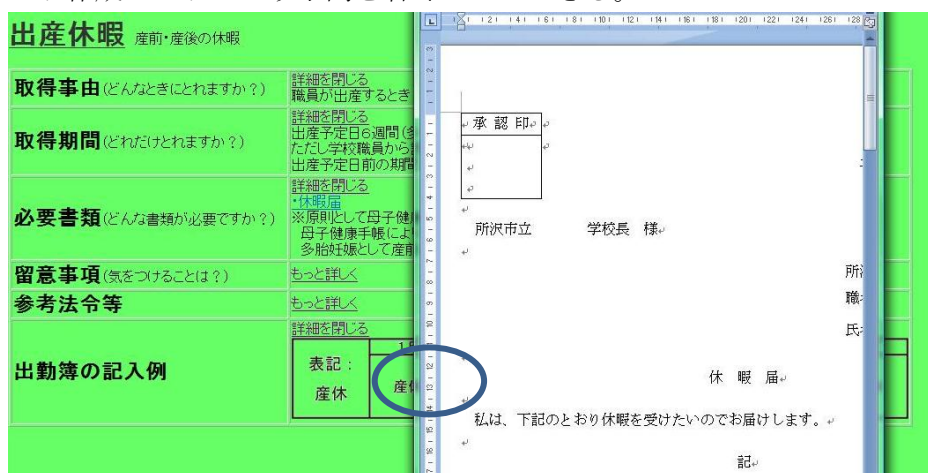 出産休暇 産前・産後の休暇
取得事由(どんなときにとれますか?)
詳細を閉じる
職員が出産するとき
取得期間(どれだけとれますか?)
詳細を閉じる
出産予定日6週間(
ただし学校職員から
出産予定日前の期間
必要書類(どんな書類が必要ですか?)
詳細を閉じる
・休暇届
※原則として母子健
母子健康手帳によ
多胎妊娠として産前
留意事項(気をつけることは?)
もっと詳しく
参考法令等
もっと詳しく
出勤簿の記入例
詳細を閉じる
表記:
産休
産
承認印
所沢市立 学校長 様
所
職
氏
休暇届
私は、下記のとおり休暇を受けたいのでお届けします。
記